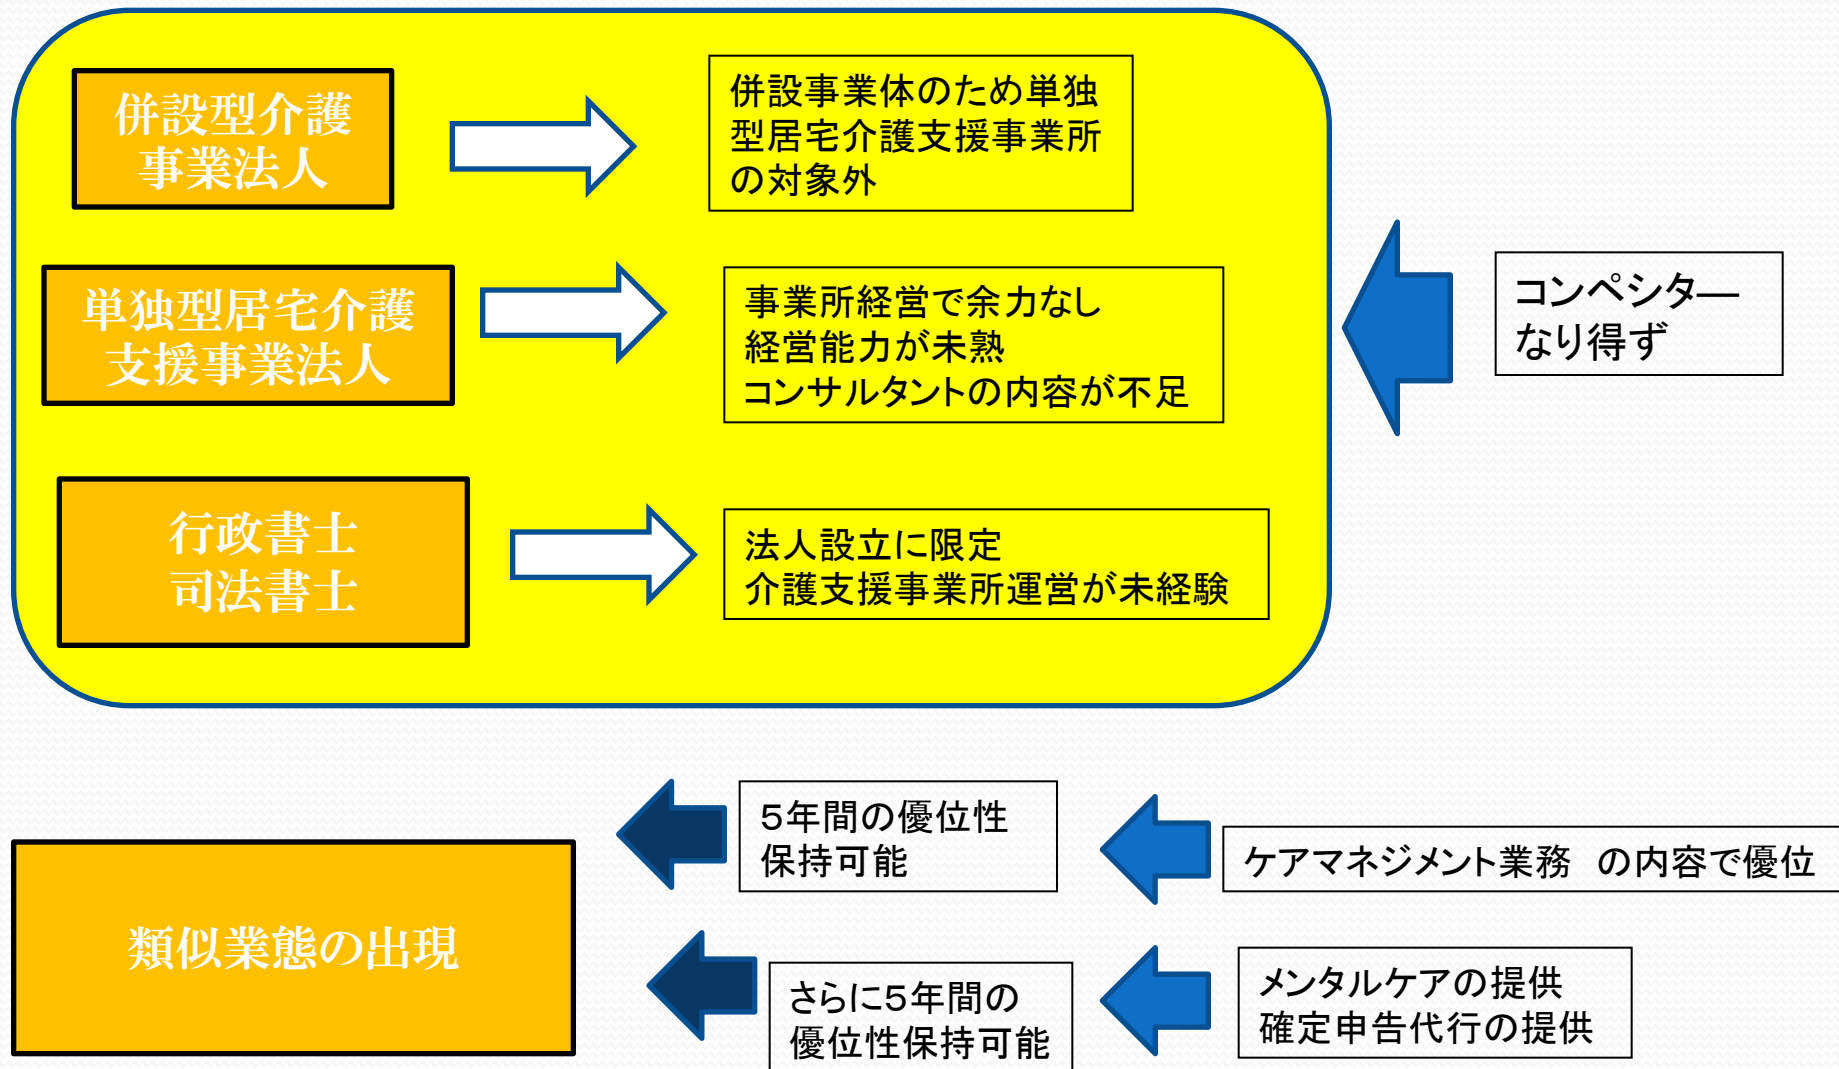 併設型介護
事業法人
併設事業体のため単独
型居宅介護支援事業所
の対象外
単独型居宅介護
支援事業法人
事業所経営で余力なし
経営能力が未熟
コンサルタントの内容が不足
コンペシター
なり得ず
行政書士
司法書士
法人設立に限定
介護支援事業所運営が未経験
類似業態の出現
5年間の優位性
保持可能
ケアマネジメント業務　の内容で優位
さらに5年間の
優位性保持可能
メンタルケアの提供
確定申告代行の提供